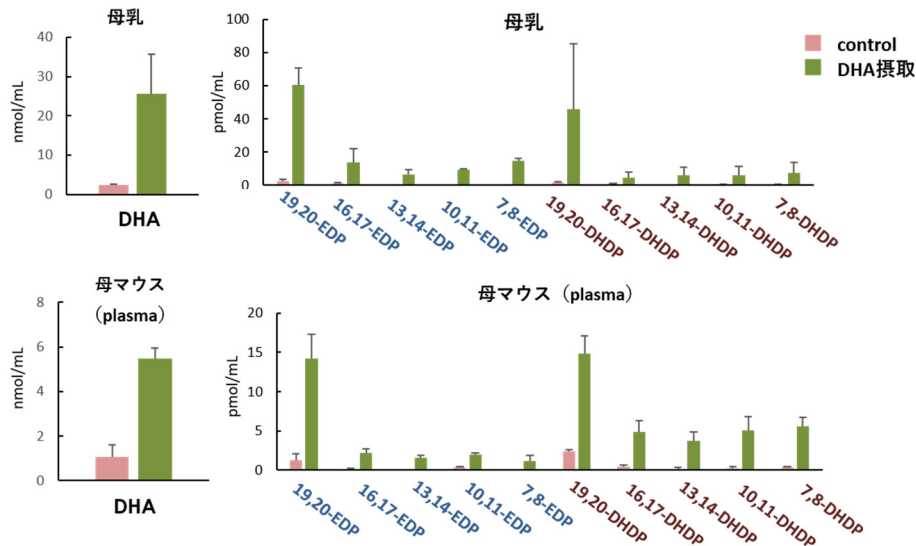 母乳
40
30
20
10
0
nmol/mL
DHA
母乳
100
80
60
40
20
0
pmol/mL
19,20-EDP
16,17-EDP
13,14-EDP
10,11-EDP
7,8-EDP
19,20-DHDP
16,17-DHDP
13,14-DHDP
10,11-DHDP
7,8-DHDP
control
DHA摂取
母マウス
（plasma）
8
6
4
2
0
nmol/mL
DHA
母マウス（plasma）
20
15
10
5
0
pmol/mL
19,20-EDP
16,17-EDP
13,14-EDP
10,11-EDP
7,8-EDP
19,20-DHDP
16,17-DHDP
13,14-DHDP
10,11-DHDP
7,8-DHDP